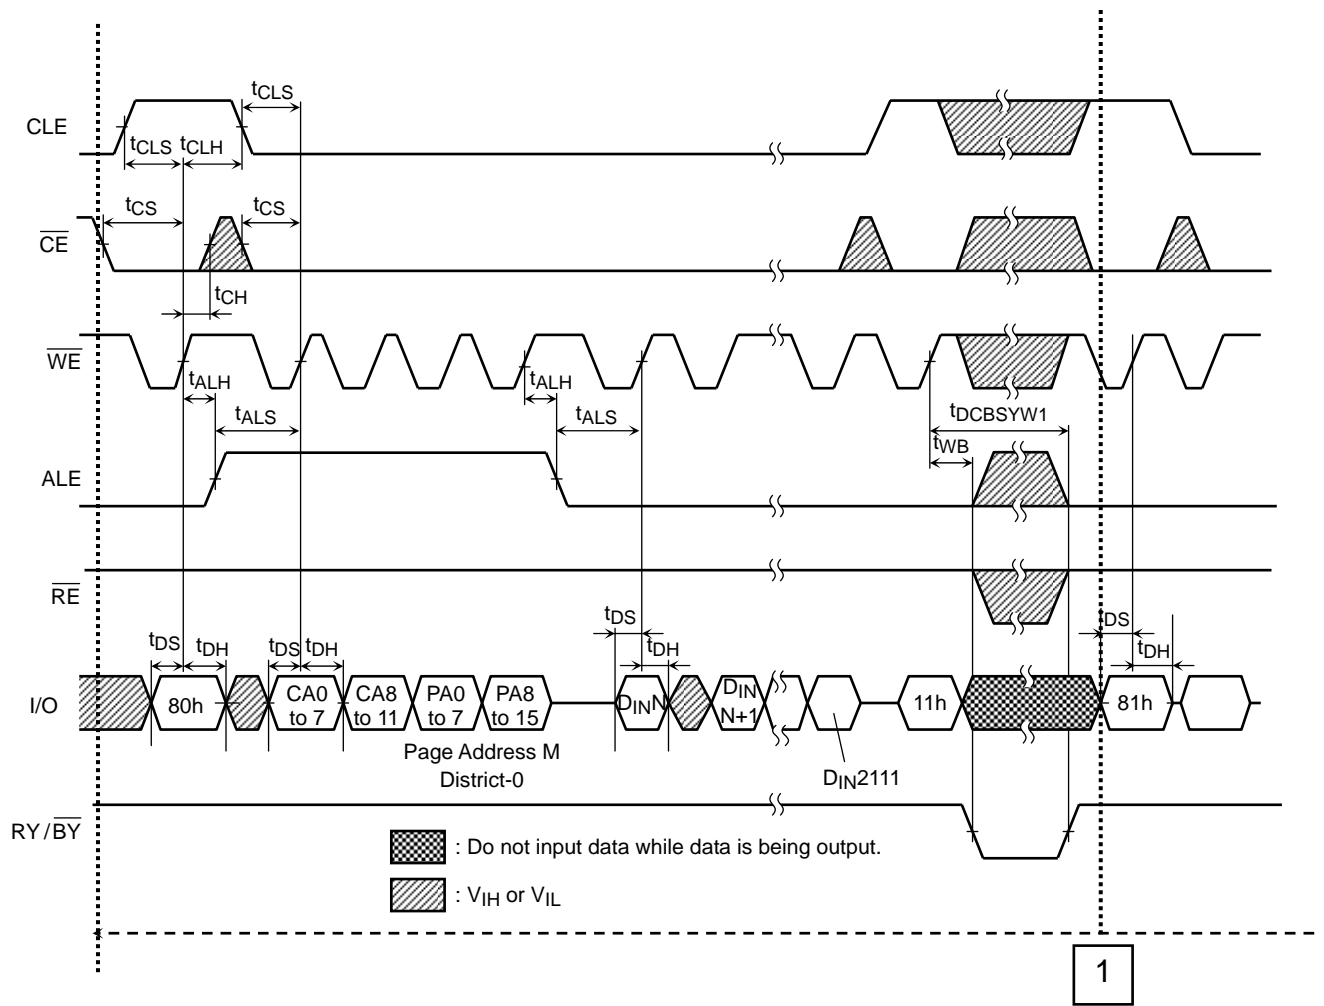 tCLS
CLE
tCLS
tCLH
tCS
tCS
CE
tCH
WE
tALH
tALH
tALS
tALS
tDCBSYW1
tWB
ALE
RE
tDS
tDH
tDS
tDH
tDS
tDH
DS
tDH
I/O
80h
CA0 to 7
CA8 to 11
PA0 to 7
PA8 to 15
DINN
DIN N+1
11h
81h
Page Address M
District-0
DIN2111
RY/BY
: Do not input data while data is being output.
: VIH or VIL
1